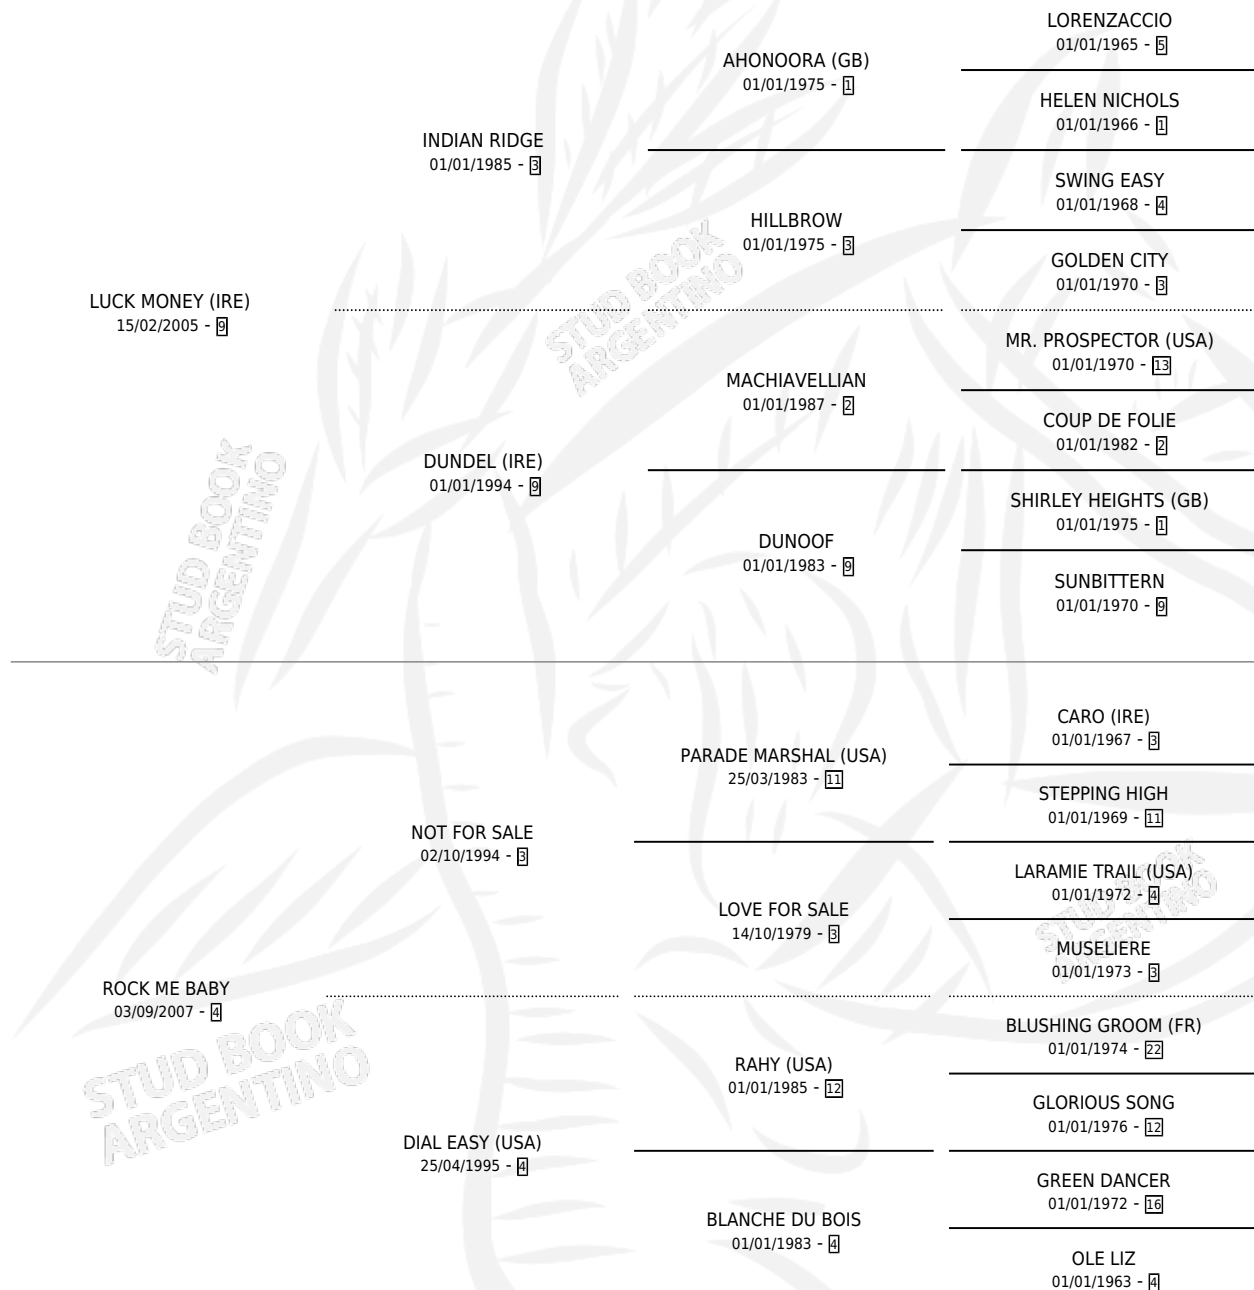 LORENZACCIO
01/01/1965 - 5
AHONOORA (GB)
01/01/1975 - 1
HELEN NICHOLS
01/01/1966 - 1
INDIAN RIDGE
01/01/1985 - 3
SWING EASY
01/01/1968 - 4
HILLBROW
01/01/1975 - 3
GOLDEN CITY
01/01/1970 - 3
LUCK MONEY (IRE)
15/02/2005 - 9
MR. PROSPECTOR (USA)
01/01/1970 - 13
MACHIAVELLIAN
01/01/1987 - 2
COUP DE FOLIE
01/01/1982 - 2
DUNDEL (IRE)
01/01/1994 - 9
SHIRLEY HEIGHTS (GB)
01/01/1975 - 1
DUNOOF
01/01/1983 - 9
SUNBITTERN
01/01/1970 - 9
CARO (IRE)
01/01/1967 - 3
PARADE MARSHAL (USA)
25/03/1983 - 11
STEPPING HIGH
01/01/1969 - 11
NOT FOR SALE
02/10/1994 - 3
LARAMIE TRAIL (USA)
01/01/1972 - 4
LOVE FOR SALE
14/10/1979 - 3
MUSELIERE
01/01/1973 - 3
ROCK ME BABY
03/09/2007 - 4
BLUSHING GROOM (FR)
01/01/1974 - 22
RAHY (USA)
01/01/1985 - 12
GLORIOUS SONG
01/01/1976 - 12
DIAL EASY (USA)
25/04/1995 - 4
GREEN DANCER
01/01/1972 - 16
BLANCHE DU BOIS
01/01/1983 - 4
OLE LIZ
01/01/1963 - 4
STUD BOOK
ARGENTINO
STUD BOOK
ARGENTINO
STUD BOOK
ARGENTINO
STUD BOOK
ARGENTINO